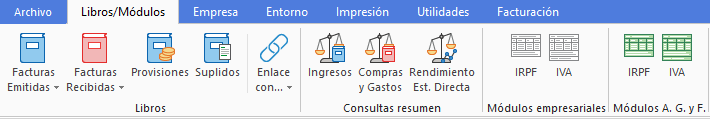 Archivo Libros/Módulos Empresa Entorno Impresión Utilidades Facturación
Facturas Emitidas
Facturas Recibidas
Provisiones
Suplidos
Enlace con...
Libros
Ingresos
Compras y Gastos
Rendimiento Est. Directa
Consultas resumen
IRPF
IVA
Módulos empresariales
IRPF
IVA
Módulos A. G. y F.